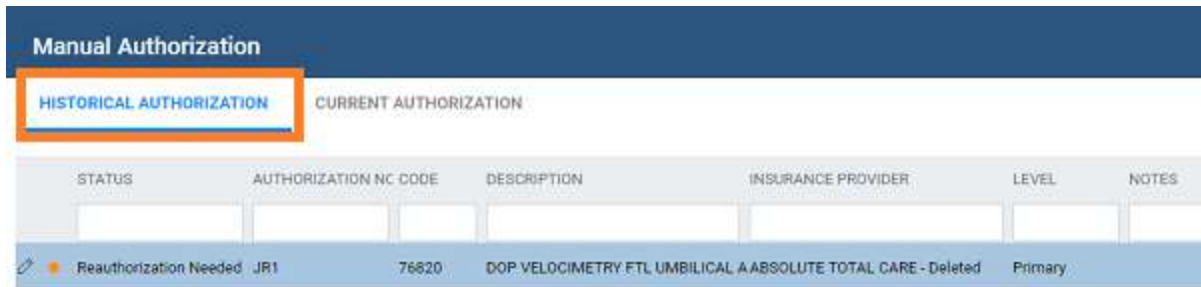 Manual Authorization
HISTORICAL AUTHORIZATION CURRENT AUTHORIZATION
STATUS AUTHORIZATION NC CODE DESCRIPTION INSURANCE PROVIDER LEVEL NOTES
Reauthorization Needed JR1 76820 DOP VELOCIMETRY FTL UMBILICAL A ABSOLUTE TOTAL CARE - Deleted Primary